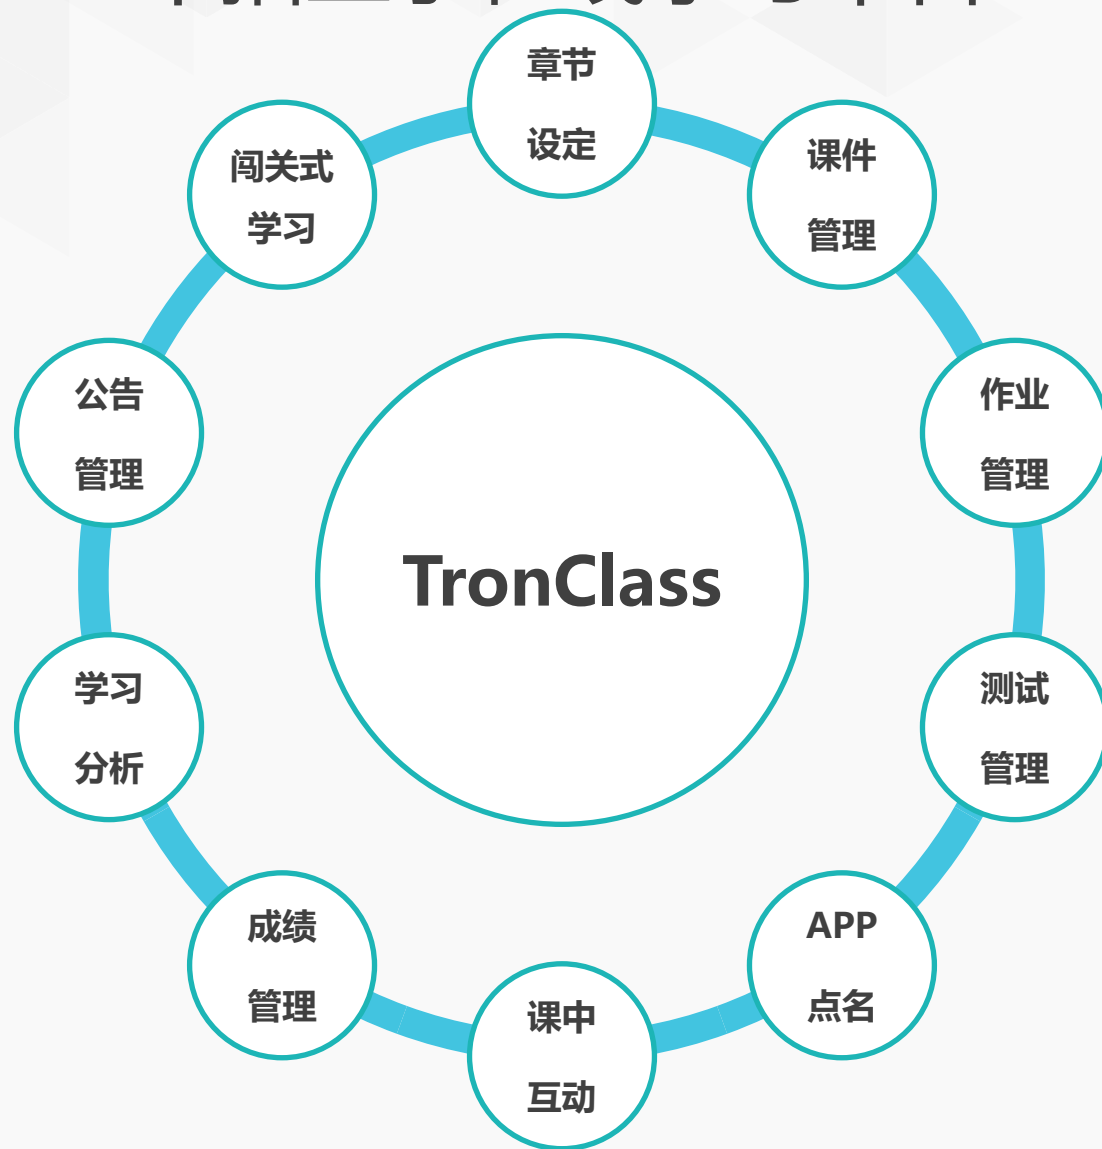 章节
设定
课件
管理
作业
管理
测试
管理
APP
点名
课中
互动
成绩
管理
学习
分析
公告
管理
闯关式
学习
TronClass